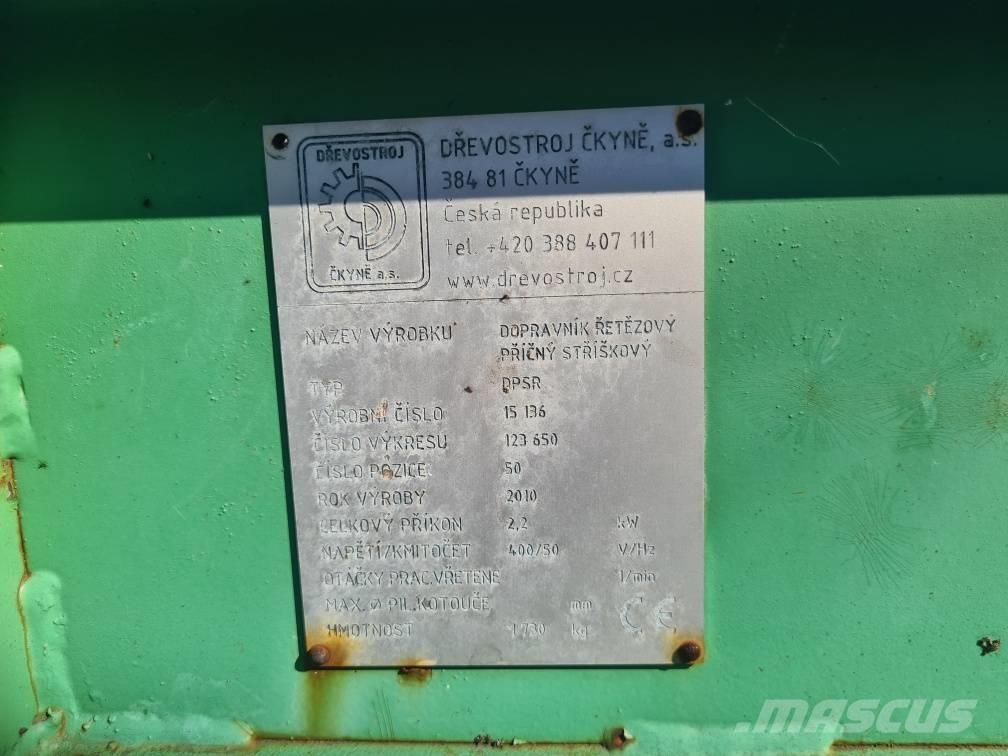 DŘEVOSTROJ
ČKYNĚ a.s.
DŘEVOSTROJ ČKYNĚ, a.s.
384 81 ČKYNĚ
Česká republika
tel. +420 388 407 111
www.drevostroj.cz
NÁZEV VÝROBKU DOPRAVNÍK ŘETĚZOVÝ
PŘÍČNÝ STŘÍŠKOVÝ
TYP DPSR
VÝROBNÍ ČÍSLO 15 136
ČÍSLO VÝKRESU 123 650
ČÍSLO POZICE 50
ROK VÝROBY 2010
CELKOVÝ PŘÍKON 2,2 kW
NAPĚTÍ/KMITOČET 400/50 V/Hz
OTÁČKY PRAC.VŘETENE 1/min
MAX. Ø PIL.KOTOUČE mm CE
HMOTNOST 1 730 kg
MASCUS